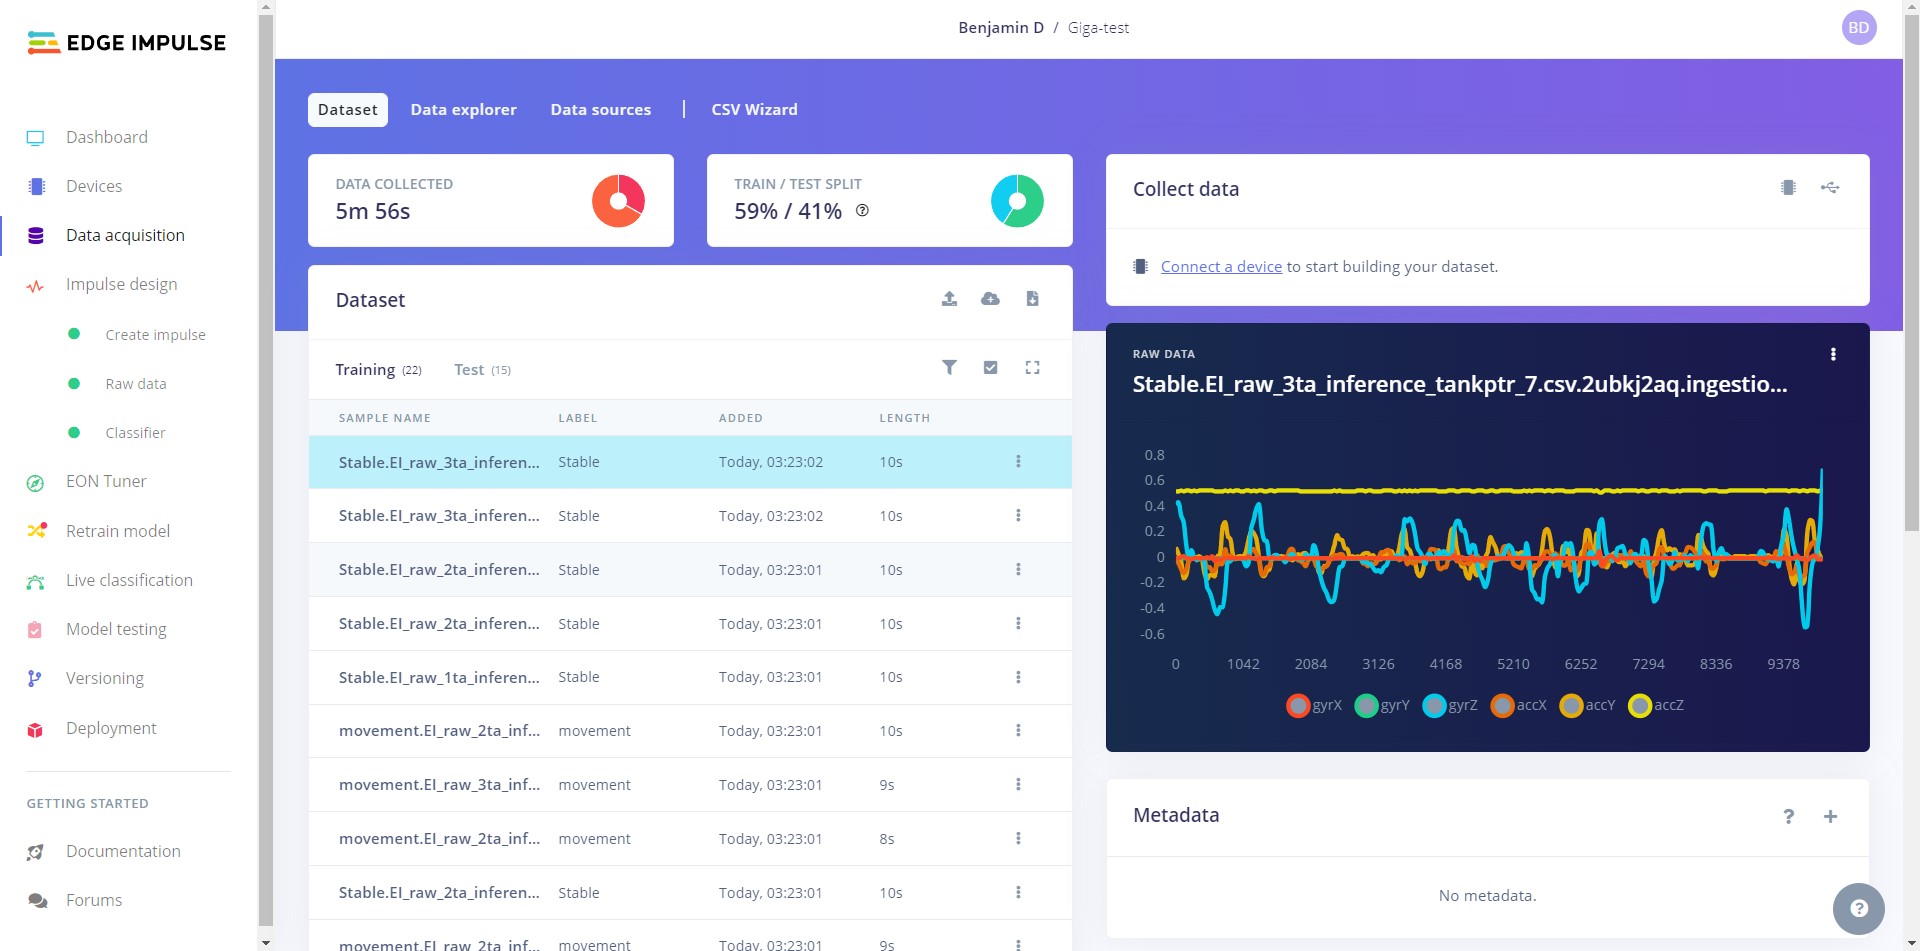 EDGE IMPULSE
Benjamin D / Giga-test
BD
Dashboard
Devices
Data acquisition
Impulse design
Create impulse
Raw data
Classifier
EON Tuner
Retrain model
Live classification
Model testing
Versioning
Deployment
GETTING STARTED
Documentation
Forums
Dataset Data explorer Data sources | CSV Wizard
DATA COLLECTED
5m 56s
TRAIN / TEST SPLIT
59% / 41% ?
Dataset
Training (22) Test (15)
SAMPLE NAME LABEL ADDED LENGTH
Stable.EI_raw_3ta_inferen... Stable Today, 03:23:02 10s
Stable.EI_raw_3ta_inferen... Stable Today, 03:23:02 10s
Stable.EI_raw_2ta_inferen... Stable Today, 03:23:01 10s
Stable.EI_raw_2ta_inferen... Stable Today, 03:23:01 10s
Stable.EI_raw_1ta_inferen... Stable Today, 03:23:01 10s
movement.EI_raw_2ta_inf... movement Today, 03:23:01 10s
movement.EI_raw_3ta_inf... movement Today, 03:23:01 9s
movement.EI_raw_2ta_inf... movement Today, 03:23:01 8s
Stable.EI_raw_2ta_inferen... Stable Today, 03:23:01 10s
movement.EI_raw_2ta_inf... movement Today, 03:23:01 9s
Collect data
Connect a device to start building your dataset.
RAW DATA
Stable.EI_raw_3ta_inference_tankptr_7.csv.2ubkj2aq.ingestio...
0.8
0.6
0.4
0.2
0
-0.2
-0.4
-0.6
0 1042 2084 3126 4168 5210 6252 7294 8336 9378
gyrX gyrY gyrZ accX accY accZ
Metadata ? +
No metadata.
?